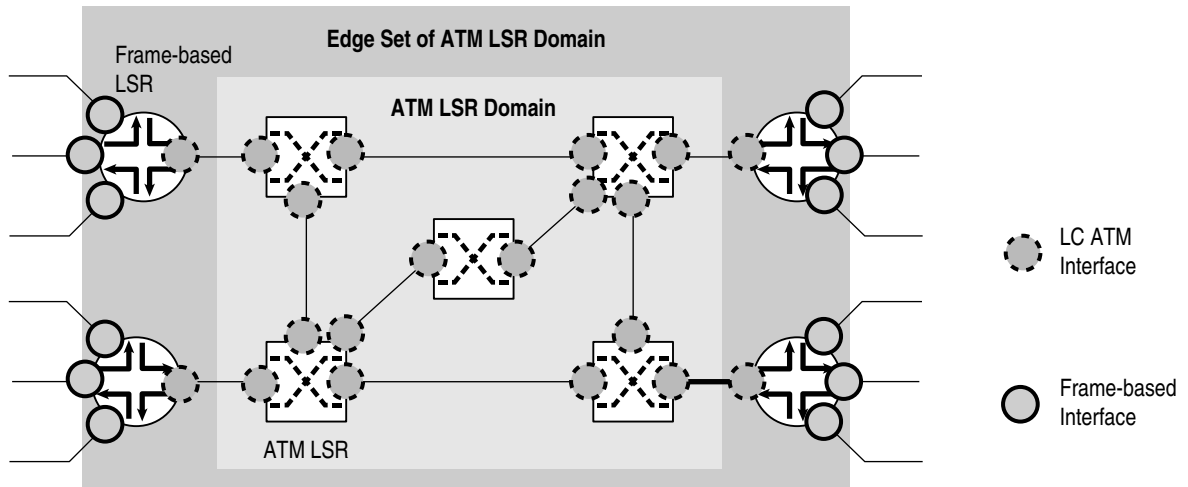 Edge Set of ATM LSR Domain
Frame-based
LSR
ATM LSR Domain
LC ATM
Interface
Frame-based
Interface
ATM LSR